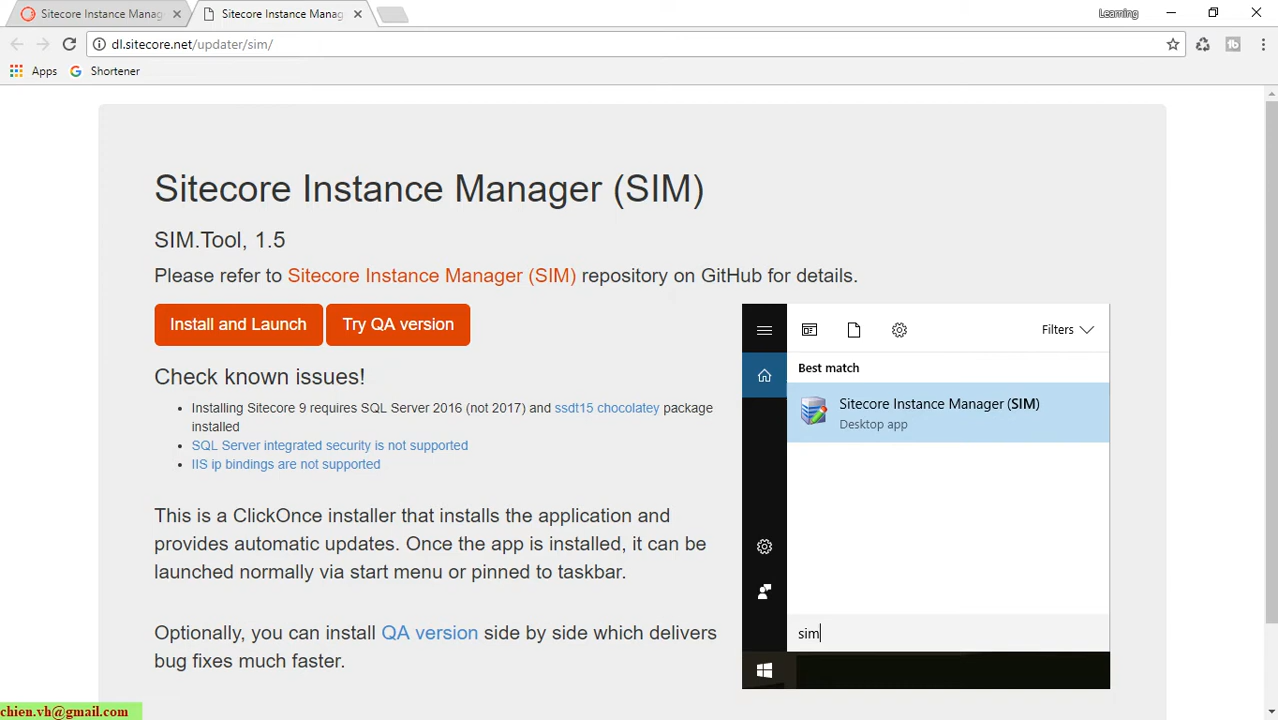 Sitecore Instance Manag
Sitecore Instance Manag
Learning
dl.sitecore.net/updater/sim/
Apps
Shortener
Sitecore Instance Manager (SIM)
SIM.Tool, 1.5
Please refer to Sitecore Instance Manager (SIM) repository on GitHub for details.
Install and Launch
Try QA version
Check known issues!
• Installing Sitecore 9 requires SQL Server 2016 (not 2017) and ssdt15 chocolatey package
installed
• SQL Server integrated security is not supported
• IIS ip bindings are not supported
This is a ClickOnce installer that installs the application and
provides automatic updates. Once the app is installed, it can be
launched normally via start menu or pinned to taskbar.
Optionally, you can install QA version side by side which delivers
bug fixes much faster.
Filters
Best match
Sitecore Instance Manager (SIM)
Desktop app
sim
chien.vh@gmail.com